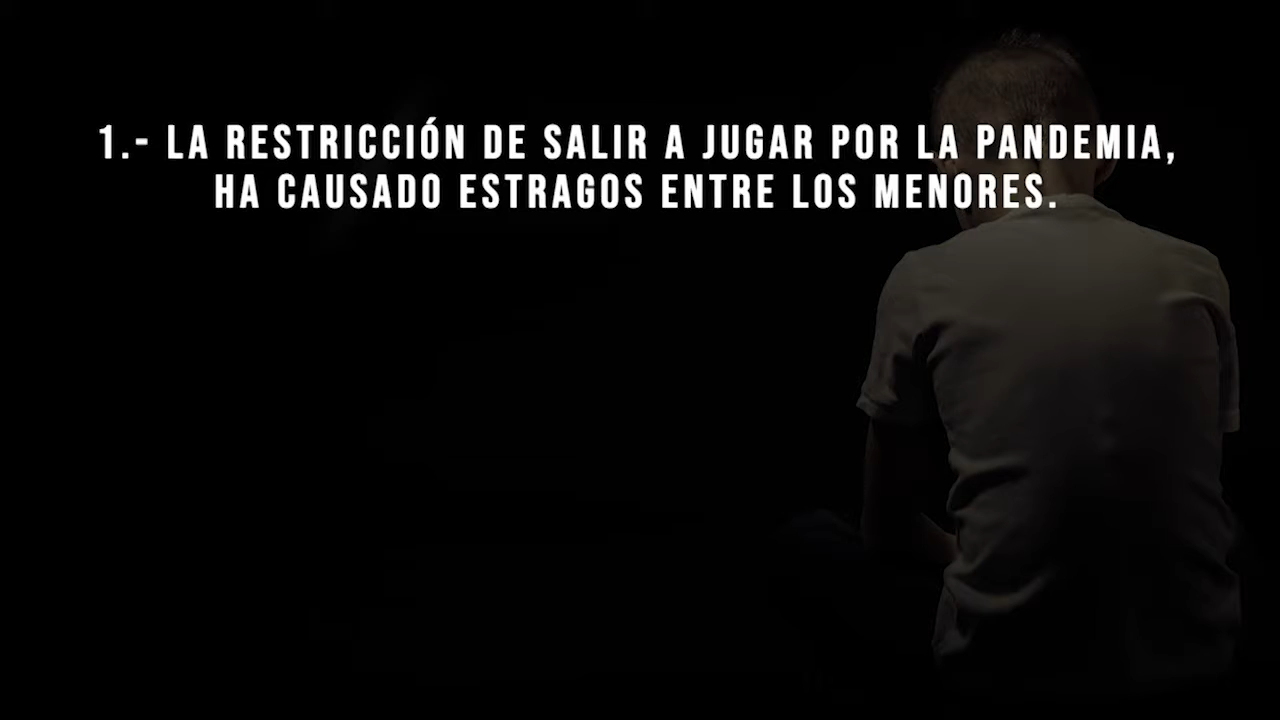 1.- LA RESTRICCIÓN DE SALIR A JUGAR POR LA PANDEMIA,
HA CAUSADO ESTRAGOS ENTRE LOS MENORES.